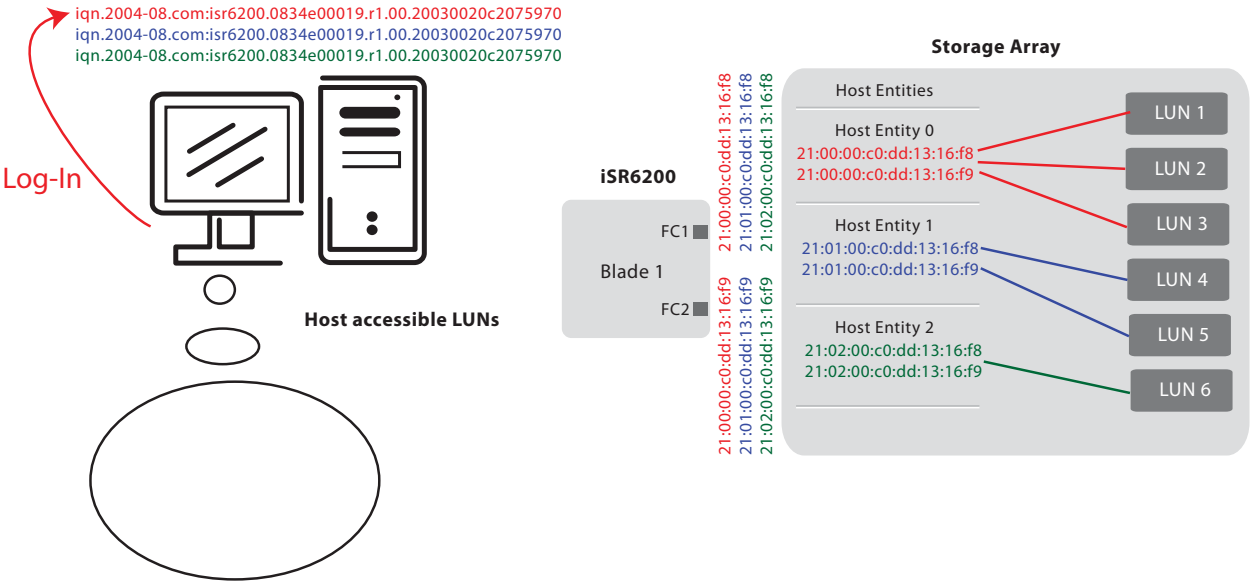 iqn.2004-08.com:isr6200.0834e00019.r1.00.20030020c2075970
iqn.2004-08.com:isr6200.0834e00019.r1.00.20030020c2075970
iqn.2004-08.com:isr6200.0834e00019.r1.00.20030020c2075970
Log-In
Host accessible LUNs
iSR6200
FC1
Blade 1
FC2
21:00:00:c0:dd:13:16:f8
21:01:00:c0:dd:13:16:f8
21:02:00:c0:dd:13:16:f8
21:00:00:c0:dd:13:16:f9
21:01:00:c0:dd:13:16:f9
21:02:00:c0:dd:13:16:f9
Storage Array
Host Entities
Host Entity 0
21:00:00:c0:dd:13:16:f8
21:00:00:c0:dd:13:16:f9
Host Entity 1
21:01:00:c0:dd:13:16:f8
21:01:00:c0:dd:13:16:f9
Host Entity 2
21:02:00:c0:dd:13:16:f8
21:02:00:c0:dd:13:16:f9
LUN 1
LUN 2
LUN 3
LUN 4
LUN 5
LUN 6